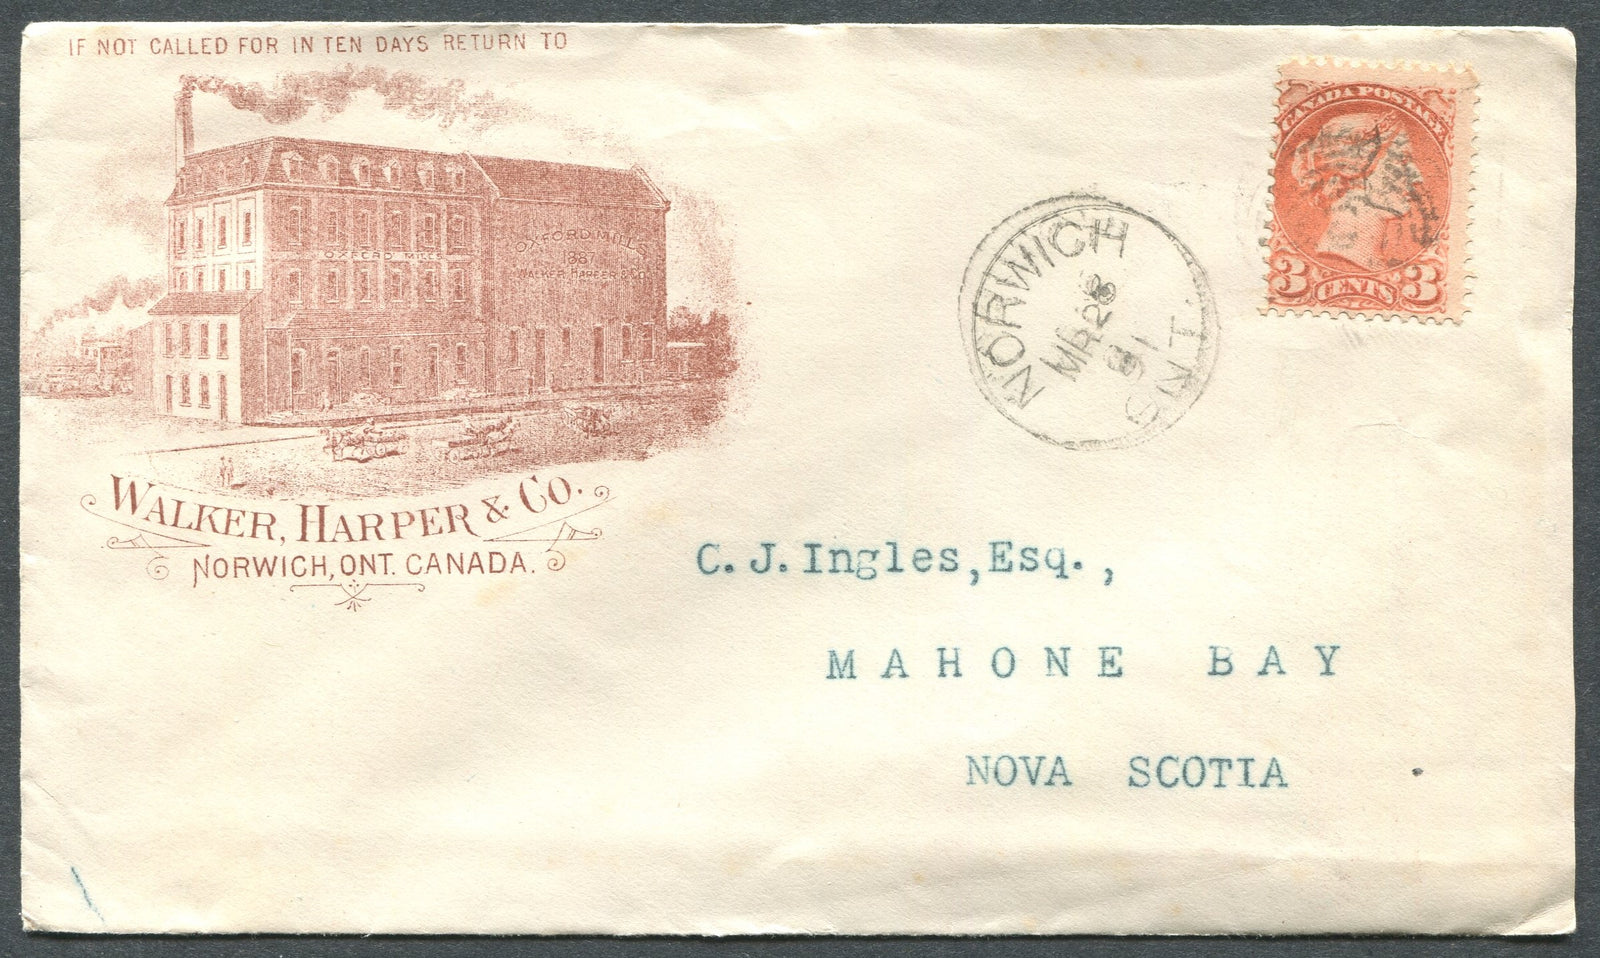 IF NOT CALLED FOR IN TEN DAYS RETURN TO
OXFORD MILLS
OXFORD MILLS
1887
WALKER HARPER & CO.
WALKER, HARPER & CO.
NORWICH, ONT. CANADA.
CANADA POSTAGE
3 CENTS 3
NORWICH
MR 28
91
ONT.
C. J. Ingles, Esq.,
MAHONE BAY
NOVA SCOTIA